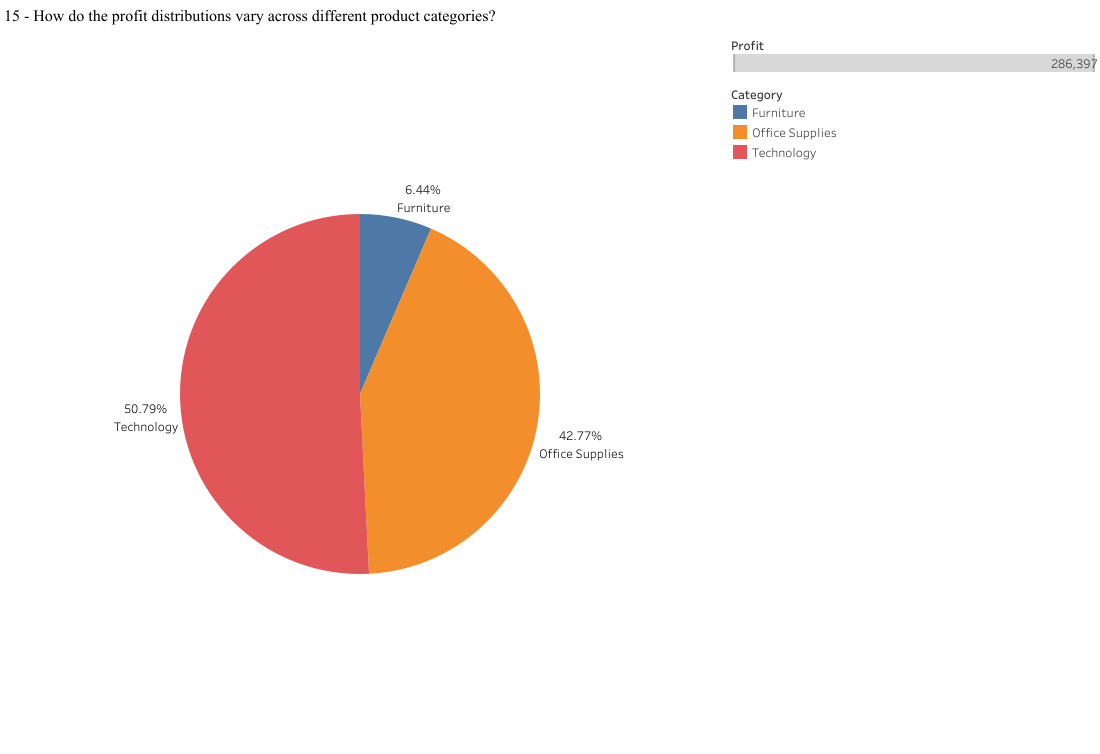 15 - How do the profit distributions vary across different product categories?
Profit
286,397
Category
Furniture
Office Supplies
Technology
6.44%
Furniture
50.79%
Technology
42.77%
Office Supplies